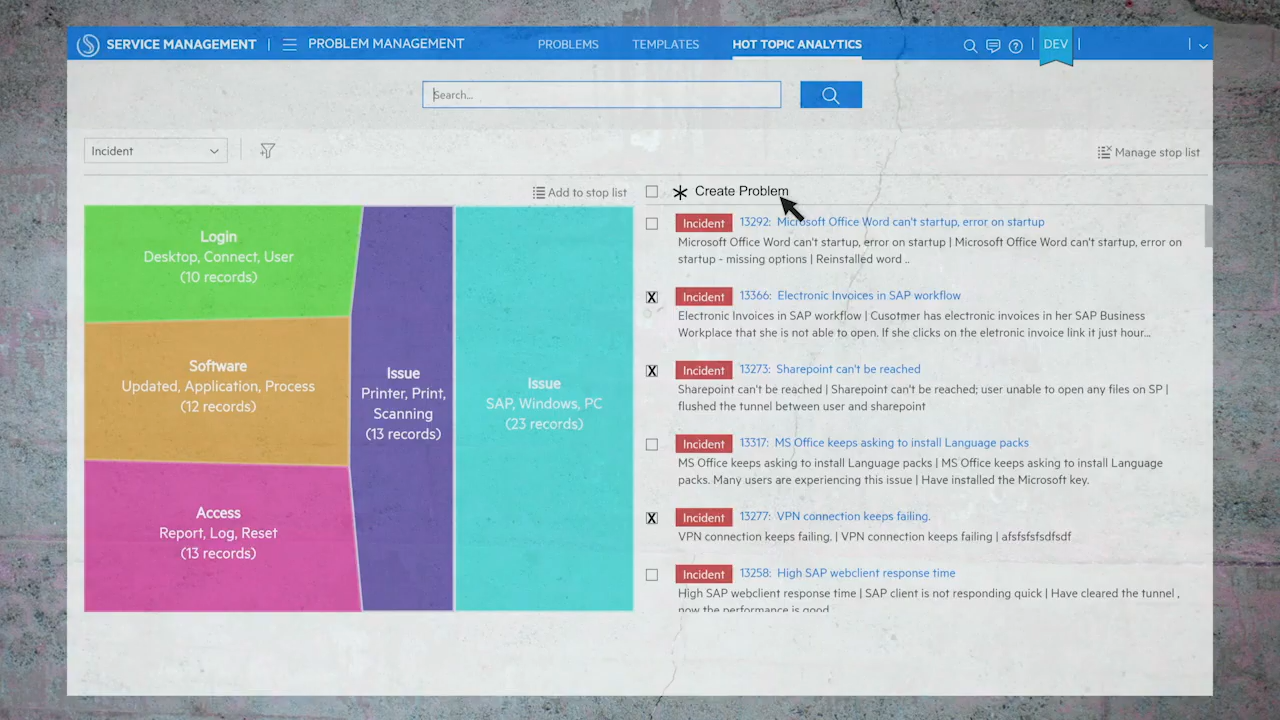 SERVICE MANAGEMENT
PROBLEM MANAGEMENT
PROBLEMS
TEMPLATES
HOT TOPIC ANALYTICS
DEV
Search...
Incident
Manage stop list
Add to stop list
Create Problem
Login
Desktop, Connect, User
(10 records)
Software
Updated, Application, Process
(12 records)
Access
Report, Log, Reset
(13 records)
Issue
Printer, Print,
Scanning
(13 records)
Issue
SAP, Windows, PC
(23 records)
Incident 13292: Microsoft Office Word can't startup, error on startup
Microsoft Office Word can't startup, error on startup | Microsoft Office Word can't startup, error on
startup - missing options | Reinstalled word ..
X
Incident 13366: Electronic Invoices in SAP workflow
Electronic Invoices in SAP workflow | Cusotmer has electronic invoices in her SAP Business
Workplace that she is not able to open. If she clicks on the eletronic invoice link it just hour...
X
Incident 13273: Sharepoint can't be reached
Sharepoint can't be reached | Sharepoint can't be reached; user unable to open any files on SP |
flushed the tunnel between user and sharepoint
Incident 13317: MS Office keeps asking to install Language packs
MS Office keeps asking to install Language packs | MS Office keeps asking to install Language
packs. Many users are experiencing this issue | Have installed the Microsoft key.
X
Incident 13277: VPN connection keeps failing.
VPN connection keeps failing. | VPN connection keeps failing | afsfsfsfsdfsdf
Incident 13258: High SAP webclient response time
High SAP webclient response time | SAP client is not responding quick | Have cleared the tunnel ,
now the performance is good